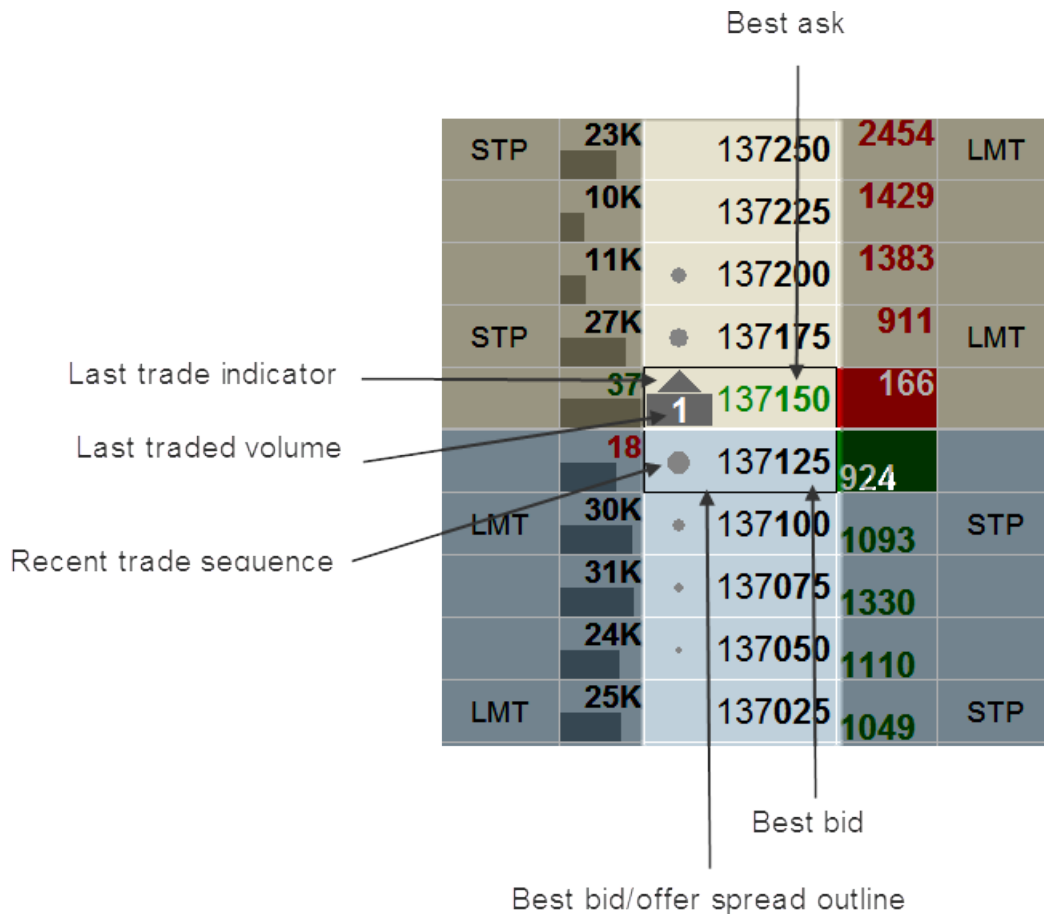 Best ask
STP 23K 137250 2454 LMT
10K 137225 1429
11K 137200 1383
STP 27K 137175 911 LMT
Last trade indicator
37 1 137150 166
Last traded volume
18 137125 924
LMT 30K 137100 1093 STP
Recent trade sequence
31K 137075 1330
24K 137050 1110
LMT 25K 137025 1049 STP
Best bid
Best bid/offer spread outline